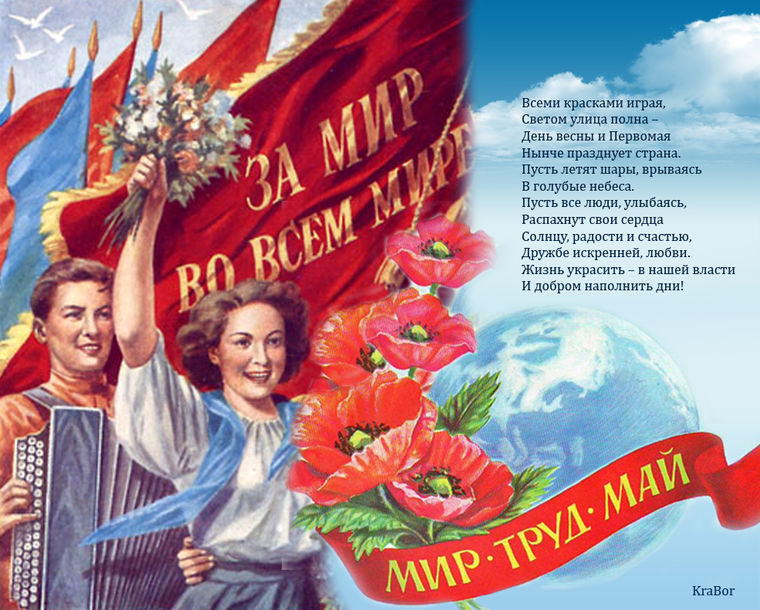 ЗА МИР
ВО ВСЕМ МИРЕ
Всеми красками играя,
Светом улица полна –
День весны и Первомая
Нынче празднует страна.
Пусть летят шары, врываясь
В голубые небеса.
Пусть все люди, улыбаясь,
Распахнут свои сердца
Солнцу, радости и счастью,
Дружбе искренней, любви.
Жизнь украсить – в нашей власти
И добром наполнить дни!
МИР·ТРУД·МАЙ
KraBor